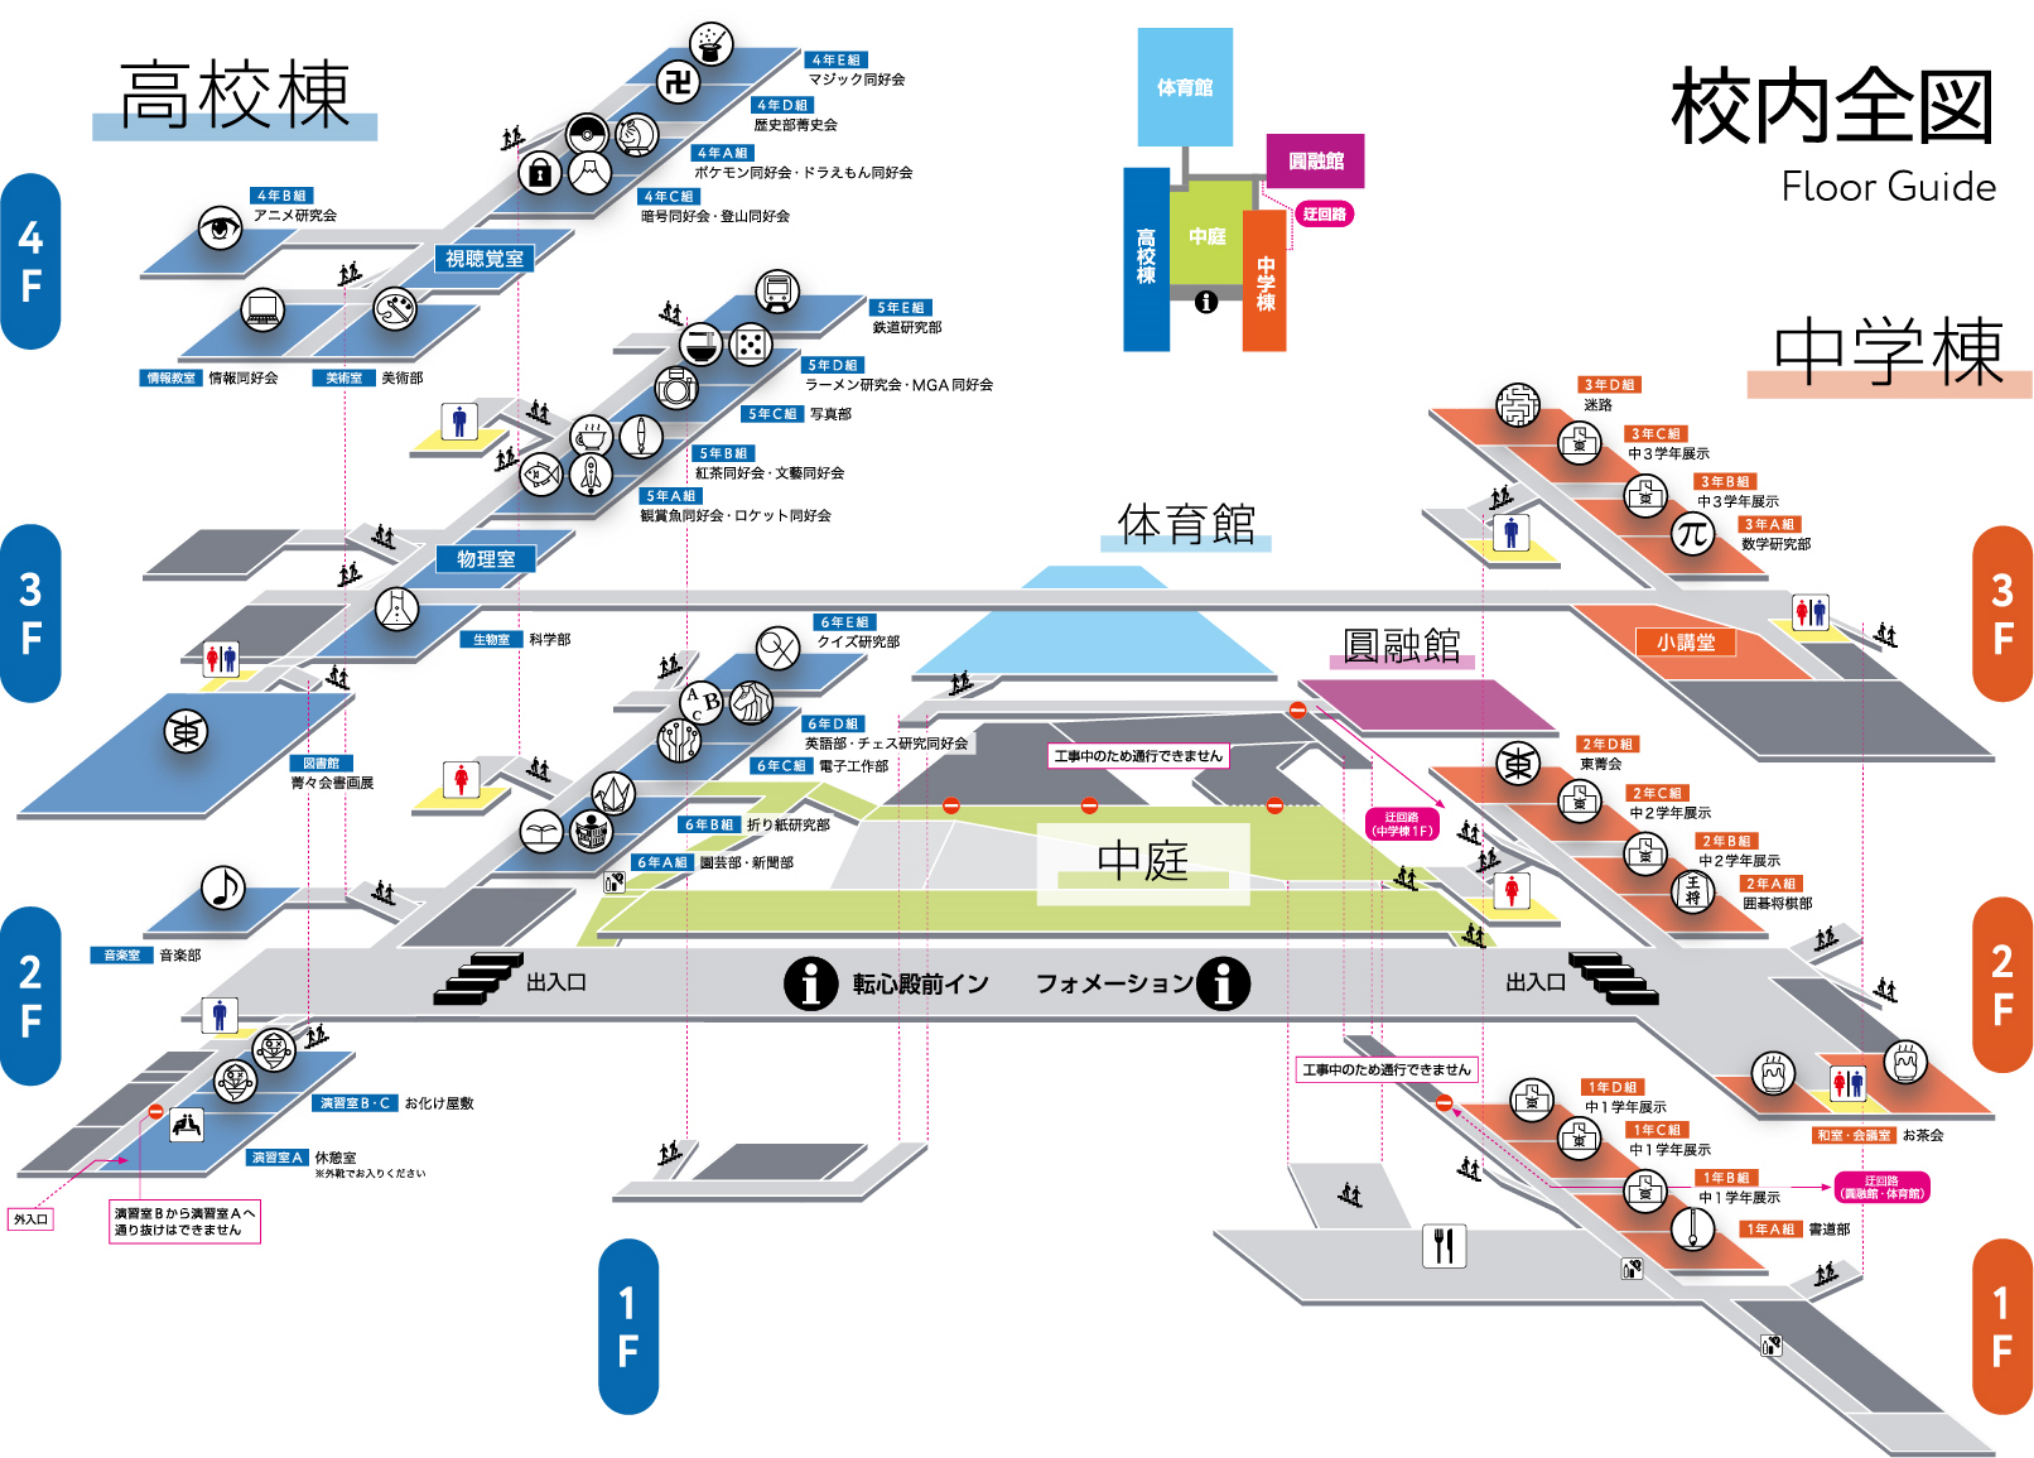 校内全図
Floor Guide
高校棟
4F
4年E組
マジック同好会
4年D組
歴史部菁史会
4年A組
ポケモン同好会・ドラえもん同好会
4年C組
暗号同好会・登山同好会
4年B組
アニメ研究会
視聴覚室
情報教室 情報同好会
美術室 美術部
3F
5年E組
鉄道研究部
5年D組
ラーメン研究会・MGA同好会
5年C組 写真部
5年B組
紅茶同好会・文藝同好会
5年A組
観賞魚同好会・ロケット同好会
物理室
生物室 科学部
図書館
菁々会書画展
2F
6年E組
クイズ研究部
A B C
6年D組
英語部・チェス研究同好会
6年C組 電子工作部
6年B組 折り紙研究部
6年A組 園芸部・新聞部
音楽室 音楽部
出入口
転心殿前イン
フォメーション
出入口
演習室B・C お化け屋敷
演習室A 休憩室
※外靴でお入りください
外入口
演習室Bから演習室Aへ
通り抜けはできません
1F
体育館
圓融館
迂回路
高校棟
中庭
中学棟
体育館
圓融館
工事中のため通行できません
迂回路
(中学棟1F)
中庭
中学棟
3F
3年D組
迷路
3年C組
中3学年展示
東
3年B組
中3学年展示
東
3年A組
数学研究部
π
小講堂
2F
2年D組
東菁会
2年C組
中2学年展示
東
2年B組
中2学年展示
東
2年A組
囲碁将棋部
王将
和室・会議室 お茶会
1F
工事中のため通行できません
1年D組
中1学年展示
東
1年C組
中1学年展示
東
1年B組
中1学年展示
東
1年A組 書道部
迂回路
(圓融館・体育館)